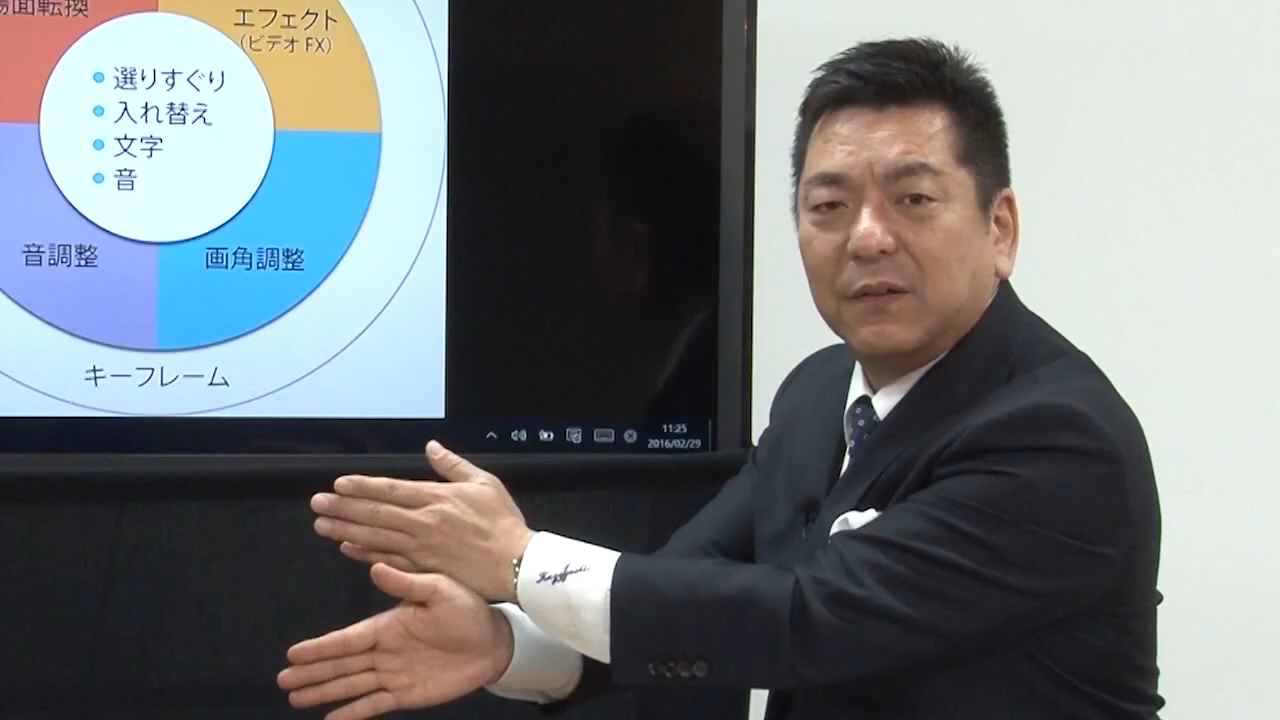 場面転換
エフェクト
(ビデオ FX)
選りすぐり
入れ替え
文字
音
音調整
画角調整
キーフレーム
11:25
2016/02/29